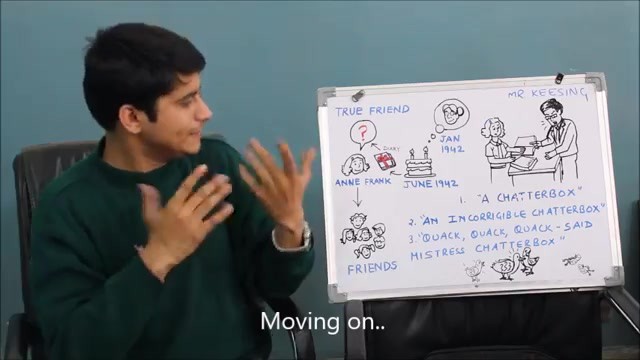 TRUE FRIEND
MR KEESING
?
DIARY
JAN
1942
ANNE FRANK
JUNE 1942
FRIENDS
1. "A CHATTERBOX"
2. "AN INCORRIGIBLE CHATTERBOX"
3. "QUACK, QUACK, QUACK - SAID
MISTRESS CHATTERBOX"
Moving on..